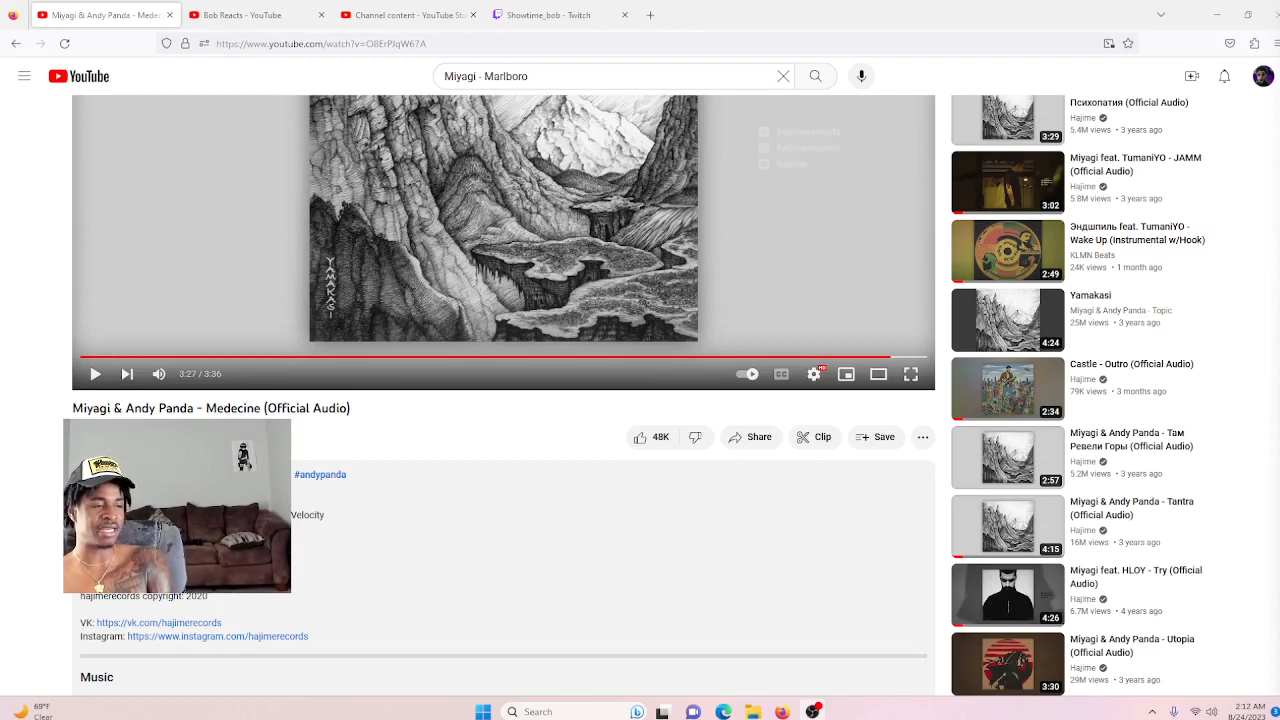 Miyagi & Andy Panda - Medec
Bob Reacts - YouTube
Channel content - YouTube St
Showtime_bob - Twitch
https://www.youtube.com/watch?v=O8ErPlqW67A
YouTube
Miyagi - Marlboro
hajimerecords
hajimerecords
hajime
YAMAKASI
3:27 / 3:36
HD
CC
Miyagi & Andy Panda - Medecine (Official Audio)
48K
Share
Clip
Save
#andypanda
Velocity
hajimerecords copyright: 2020
VK: https://vk.com/hajimerecords
Instagram: https://www.instagram.com/hajimerecords
Music
Психопатия (Official Audio)
Hajime
5.4M views • 3 years ago
3:29
Miyagi feat. TumaniYO - JAMM
(Official Audio)
Hajime
5.8M views • 3 years ago
3:02
Эндшпиль feat. TumaniYO -
Wake Up (Instrumental w/Hook)
KLMN Beats
24K views • 1 month ago
2:49
Yamakasi
Miyagi & Andy Panda - Topic
25M views • 3 years ago
4:24
Castle - Outro (Official Audio)
Hajime
79K views • 3 months ago
2:34
Miyagi & Andy Panda - Там
Ревели Горы (Official Audio)
Hajime
5.2M views • 3 years ago
2:57
Miyagi & Andy Panda - Tantra
(Official Audio)
Hajime
16M views • 3 years ago
4:15
Miyagi feat. HLOY - Try (Official
Audio)
Hajime
6.7M views • 4 years ago
4:26
Miyagi & Andy Panda - Utopia
(Official Audio)
Hajime
29M views • 3 years ago
3:30
69°F
Clear
Search
2:12 AM
3